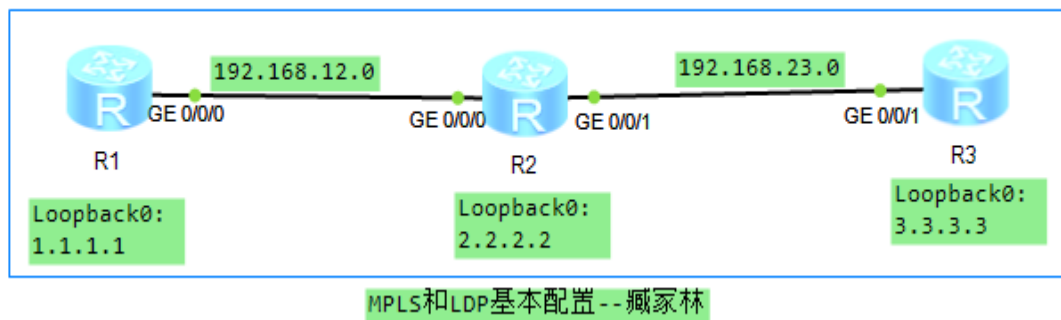 192.168.12.0
192.168.23.0
R
R
R
GE 0/0/0
GE 0/0/0
GE 0/0/1
GE 0/0/1
R1
R2
R3
Loopback0:
1.1.1.1
Loopback0:
2.2.2.2
Loopback0:
3.3.3.3
MPLS和LDP基本配置--臧冢林